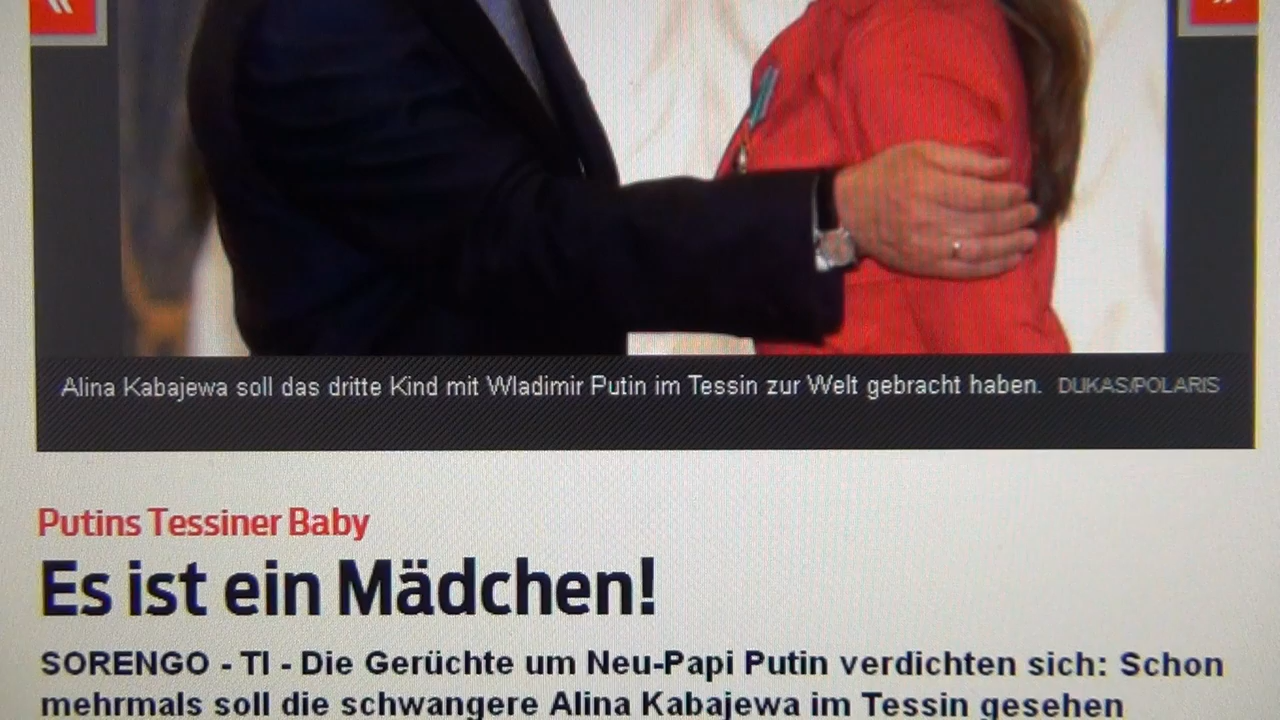 Alina Kabajewa soll das dritte Kind mit Wladimir Putin im Tessin zur Welt gebracht haben. DUKAS/POLARIS
Putins Tessiner Baby
Es ist ein Mädchen!
SORENGO - TI - Die Gerüchte um Neu-Papi Putin verdichten sich: Schon
mehrmals soll die schwangere Alina Kabajewa im Tessin gesehen